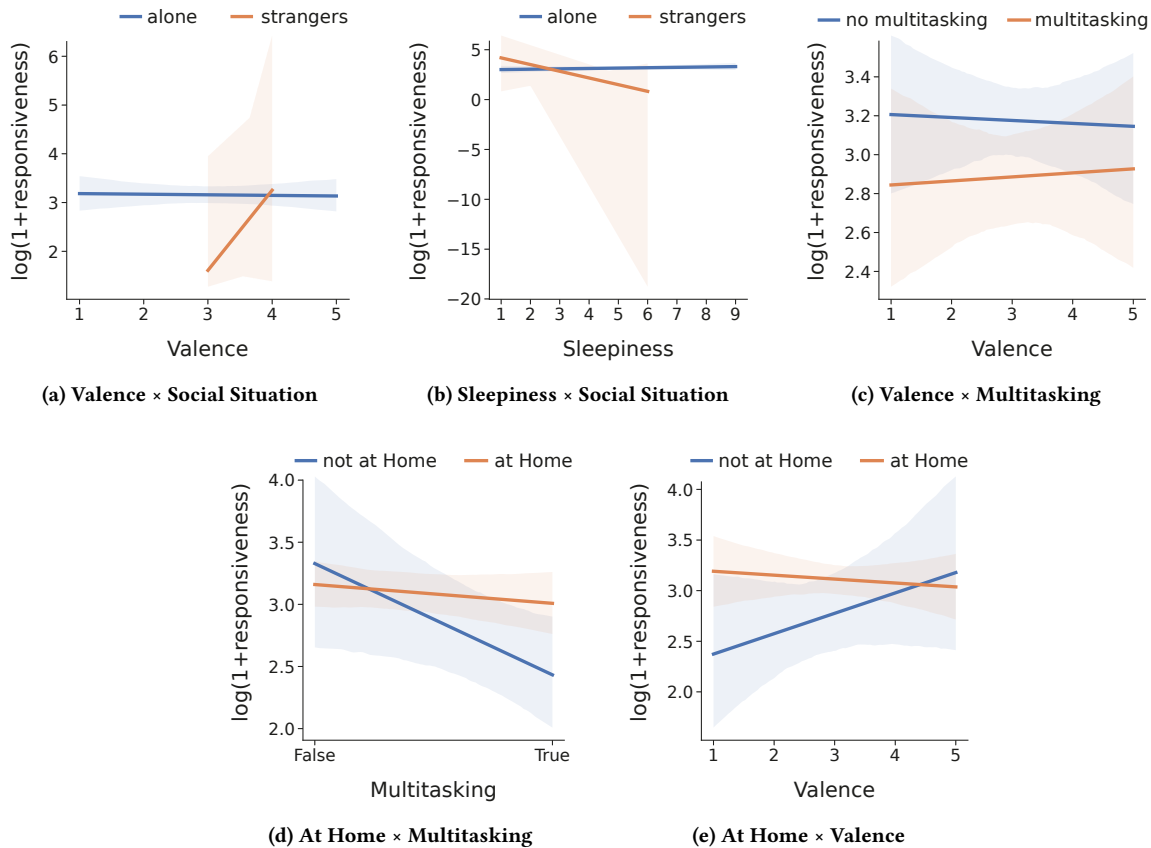 alone strangers
log(1+responsiveness)
6
5
4
3
2
1 2 3 4 5
Valence
(a) Valence × Social Situation
alone strangers
log(1+responsiveness)
5
0
−5
−10
−15
−20
1 2 3 4 5 6 7 8 9
Sleepiness
(b) Sleepiness × Social Situation
no multitasking multitasking
log(1+responsiveness)
3.4
3.2
3.0
2.8
2.6
2.4
1 2 3 4 5
Valence
(c) Valence × Multitasking
not at Home at Home
log(1+responsiveness)
4.0
3.5
3.0
2.5
2.0
False True
Multitasking
(d) At Home × Multitasking
not at Home at Home
log(1+responsiveness)
4.0
3.5
3.0
2.5
2.0
1 2 3 4 5
Valence
(e) At Home × Valence